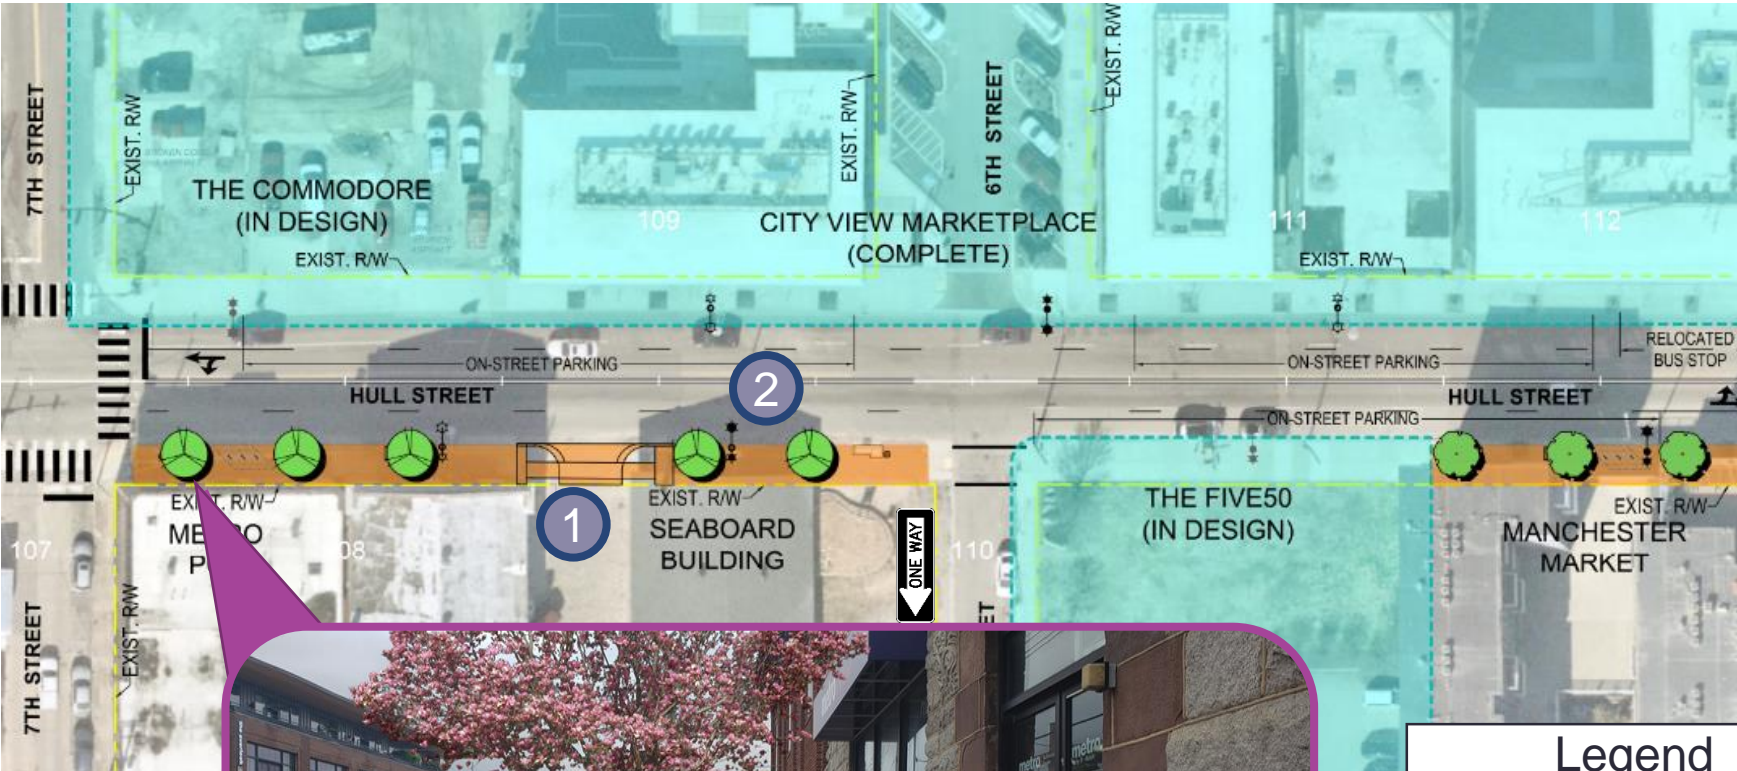 7TH STREET
EXIST. R/W
THE COMMODORE
(IN DESIGN)
EXIST. R/W
109
EXIST. R/W
CITY VIEW MARKETPLACE
(COMPLETE)
6TH STREET
EXIST. R/W
111
112
EXIST. R/W
ON-STREET PARKING
ON-STREET PARKING
RELOCATED
BUS STOP
HULL STREET
2
HULL STREET
ON-STREET PARKING
EXIST. R/W
107
108
1
EXIST. R/W
SEABOARD
BUILDING
ONE WAY
110
THE FIVE50
(IN DESIGN)
EXIST. R/W
MANCHESTER
MARKET
EXIST. R/W
7TH STREET
metro
metro
Legend